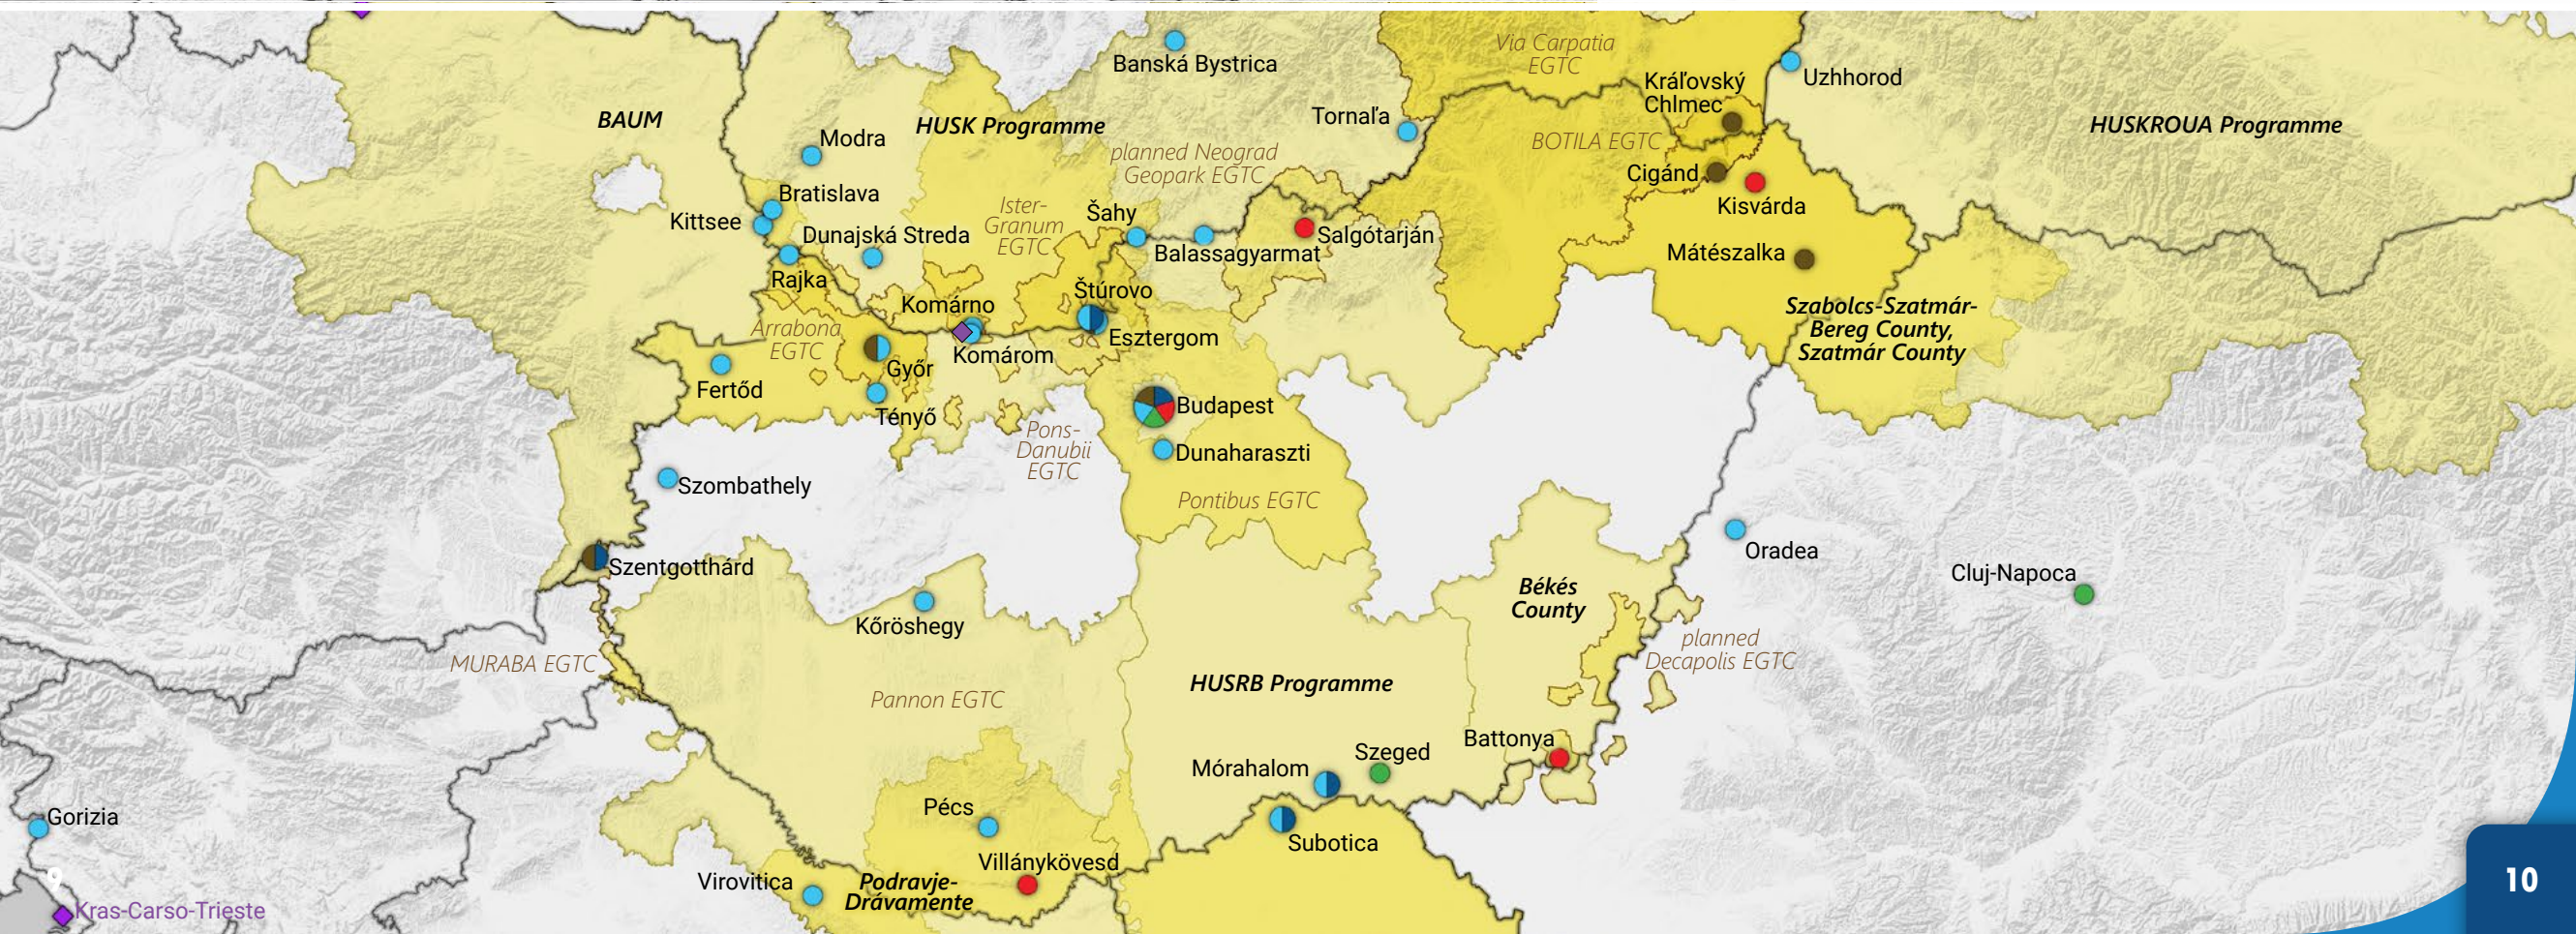 Banská Bystrica
Via Carpatia
EGTC
Uzhhorod
Kráľovský
Chlmec
BAUM
HUSK Programme
HUSKROUA Programme
Tornaľa
Modra
BOTILA EGTC
planned Neograd
Geopark EGTC
Cigánd
Bratislava
Kisvárda
Kittsee
Ister-
Granum
EGTC
Šahy
Dunajská Streda
Salgótarján
Balassagyarmat
Mátészalka
Rajka
Štúrovo
Komárno
Szabolcs-Szatmár-
Bereg County,
Szatmár County
Arrabona
EGTC
Esztergom
Komárom
Győr
Fertőd
Budapest
Tényő
Pons-
Danubii
EGTC
Dunaharaszti
Szombathely
Pontibus EGTC
Oradea
Szentgotthárd
Cluj-Napoca
Békés
County
Kőröshegy
planned
Decapolis EGTC
MURABA EGTC
HUSRB Programme
Pannon EGTC
Battonya
Szeged
Mórahalom
Pécs
Gorizia
Subotica
Villánykövesd
Virovitica
Podravje-
Drávamente
9
10
Kras-Carso-Trieste